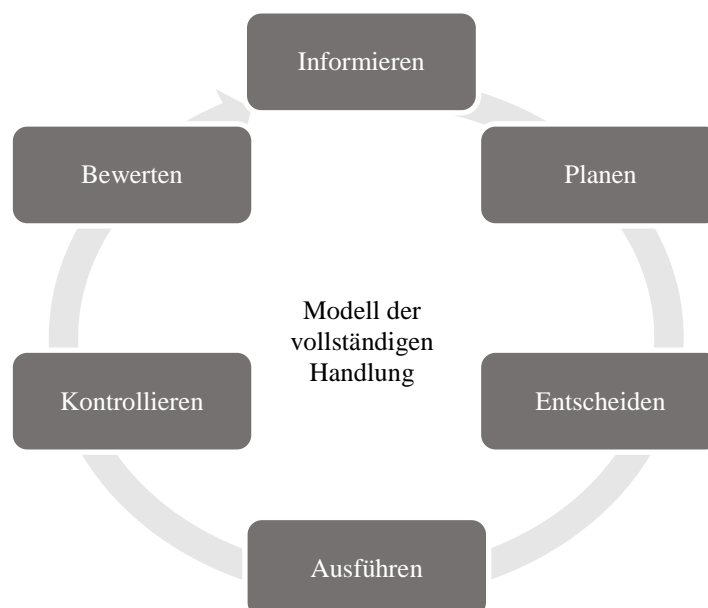 Informieren
Planen
Entscheiden
Ausführen
Kontrollieren
Bewerten
Modell der
vollständigen
Handlung